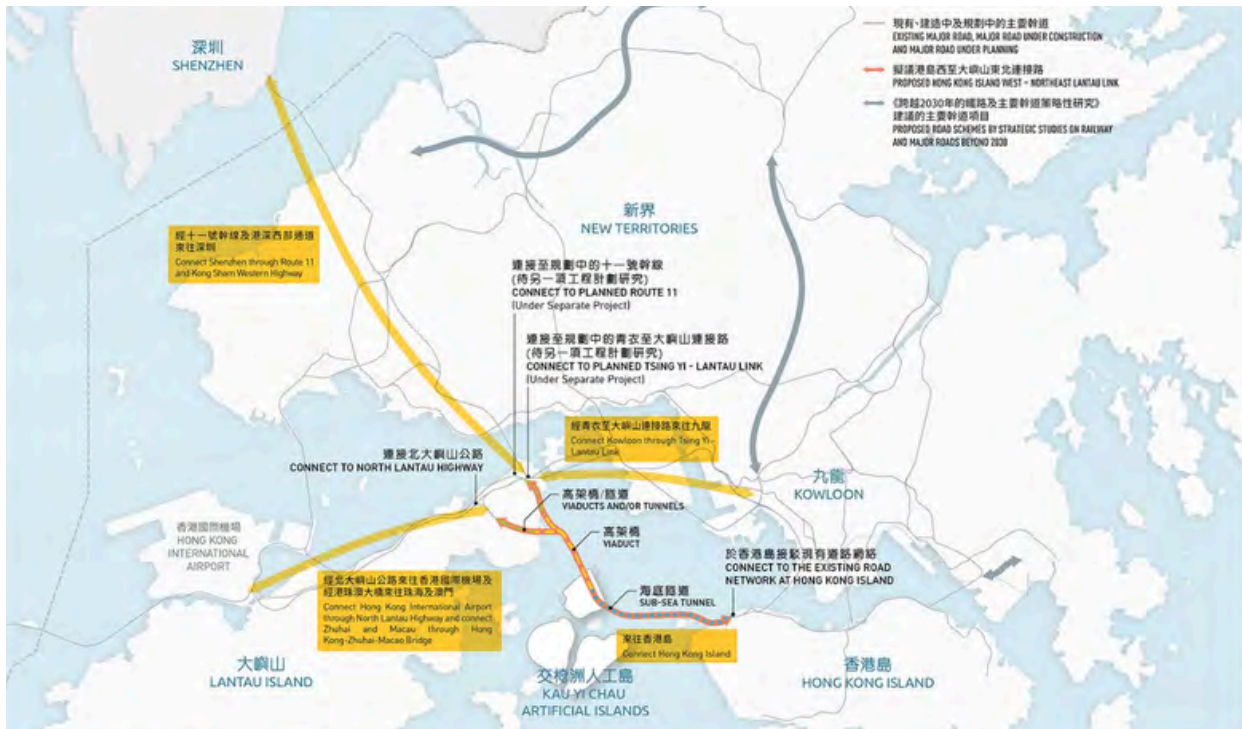 深圳
SHENZHEN
現有、建造中及規劃中的主要幹道
EXISTING MAJOR ROAD, MAJOR ROAD UNDER CONSTRUCTION
AND MAJOR ROAD UNDER PLANNING
擬議港島西至大嶼山東北連接路
PROPOSED HONG KONG ISLAND WEST - NORTHEAST LANTAU LINK
《跨越2030年的鐵路及主要幹道策略性研究》
建議的主要幹道項目
PROPOSED ROAD SCHEMES BY STRATEGIC STUDIES ON RAILWAY
AND MAJOR ROADS BEYOND 2030
新界
NEW TERRITORIES
經十一號幹線及港深西部通道
來往深圳
Connect Shenzhen through Route 11
and Kong Sham Western Highway
連接至規劃中的十一號幹線
(待另一項工程計劃研究)
CONNECT TO PLANNED ROUTE 11
(Under Separate Project)
連接至規劃中的青衣至大嶼山連接路
(待另一項工程計劃研究)
CONNECT TO PLANNED TSING YI - LANTAU LINK
(Under Separate Project)
經青衣至大嶼山連接路來往九龍
Connect Kowloon through Tsing Yi-
Lantau Link
連接北大嶼山公路
CONNECT TO NORTH LANTAU HIGHWAY
九龍
KOWLOON
高架橋/隧道
VIADUCTS AND/OR TUNNELS
香港國際機場
HONG KONG
INTERNATIONAL
AIRPORT
高架橋
VIADUCT
於香港島接駁現有道路網絡
CONNECT TO THE EXISTING ROAD
NETWORK AT HONG KONG ISLAND
經北大嶼山公路來往香港國際機場及
經港珠澳大橋來往珠海及澳門
Connect Hong Kong International Airport
through North Lantau Highway and connect
Zhuhai and Macau through Hong
Kong-Zhuhai-Macao Bridge
海底隧道
SUB-SEA TUNNEL
來往香港島
Connect Hong Kong Island
大嶼山
LANTAU ISLAND
交椅洲人工島
KAU YI CHAU
ARTIFICIAL ISLANDS
香港島
HONG KONG ISLAND